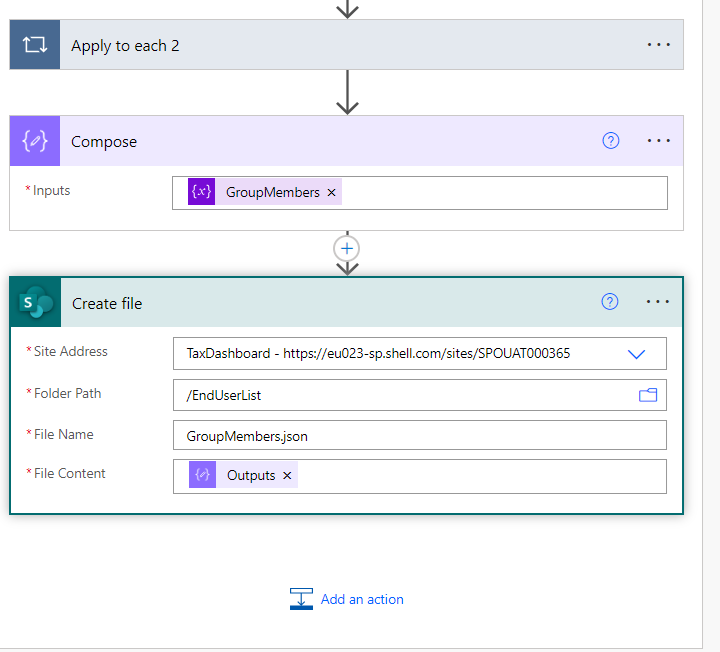 Apply to each 2
Compose
* Inputs
{x} GroupMembers ×
S Create file
* Site Address
TaxDashboard - https://eu023-sp.shell.com/sites/SPOUAT000365
* Folder Path
/EndUserList
* File Name
GroupMembers.json
* File Content
Outputs ×
Add an action